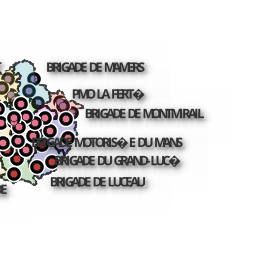 BRIGADE DE MAMERS
PMO LA FERT�
BRIGADE DE MONTMIRAIL
BRIGADE MOTORIS� E DU MANS
BRIGADE DU GRAND-LUC�
BRIGADE DE LUCEAU